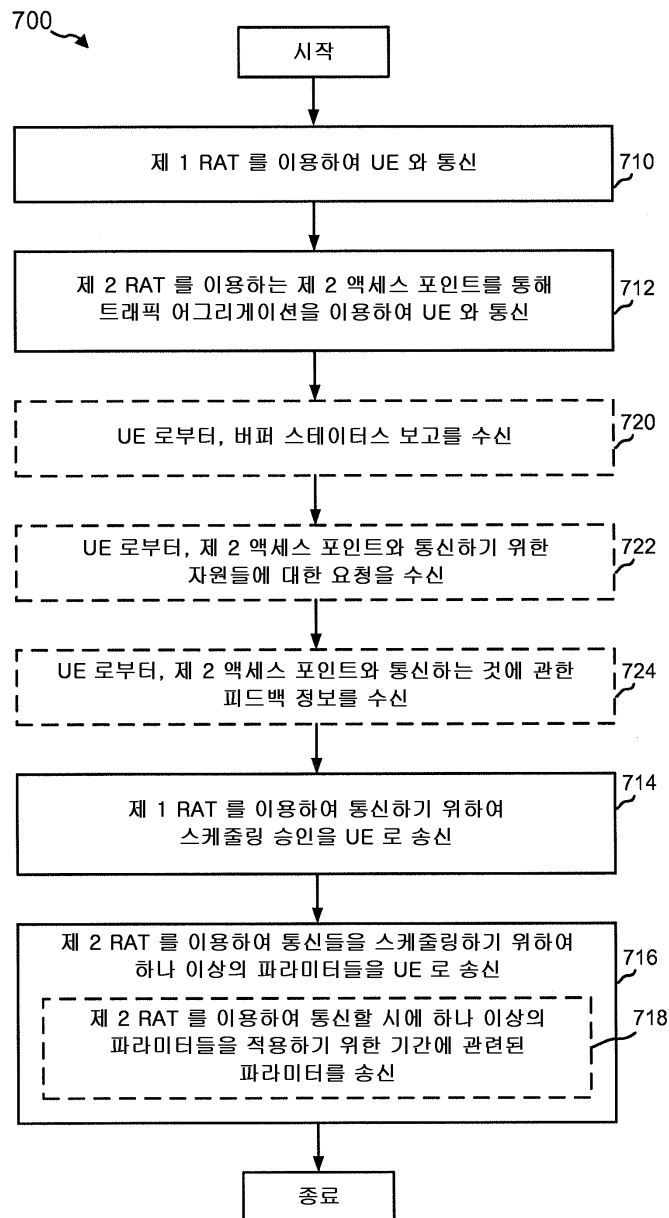 700
시작
제 1 RAT 를 이용하여 UE 와 통신
710
제 2 RAT 를 이용하는 제 2 액세스 포인트를 통해
트래픽 어그리게이션을 이용하여 UE 와 통신
712
UE 로부터, 버퍼 스테이터스 보고를 수신
720
UE 로부터, 제 2 액세스 포인트와 통신하기 위한
자원들에 대한 요청을 수신
722
UE 로부터, 제 2 액세스 포인트와 통신하는 것에 관한
피드백 정보를 수신
724
제 1 RAT 를 이용하여 통신하기 위하여
스케줄링 승인을 UE 로 송신
714
제 2 RAT 를 이용하여 통신들을 스케줄링하기 위하여
하나 이상의 파라미터들을 UE 로 송신
716
제 2 RAT 를 이용하여 통신할 시에 하나 이상의
파라미터들을 적용하기 위한 기간에 관련된
파라미터를 송신
718
종료